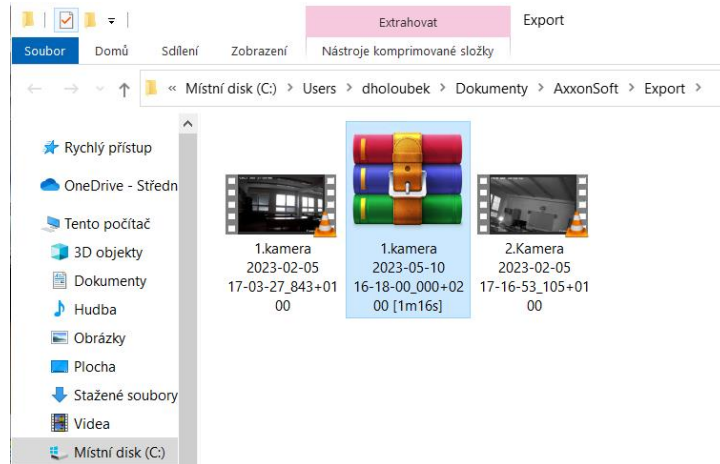 Extrahovat
Export
Soubor
Domů
Sdílení
Zobrazení
Nástroje komprimované složky
« Místní disk (C:) > Users > dholoubek > Dokumenty > AxxonSoft > Export >
Rychlý přístup
OneDrive - Středn
Tento počítač
3D objekty
Dokumenty
Hudba
Obrázky
Plocha
Stažené soubory
Videa
Místní disk (C:)
1.kamera
2023-02-05
17-03-27_843+01
00
1.kamera
2023-05-10
16-18-00_000+02
00 [1m16s]
2.Kamera
2023-02-05
17-16-53_105+01
00